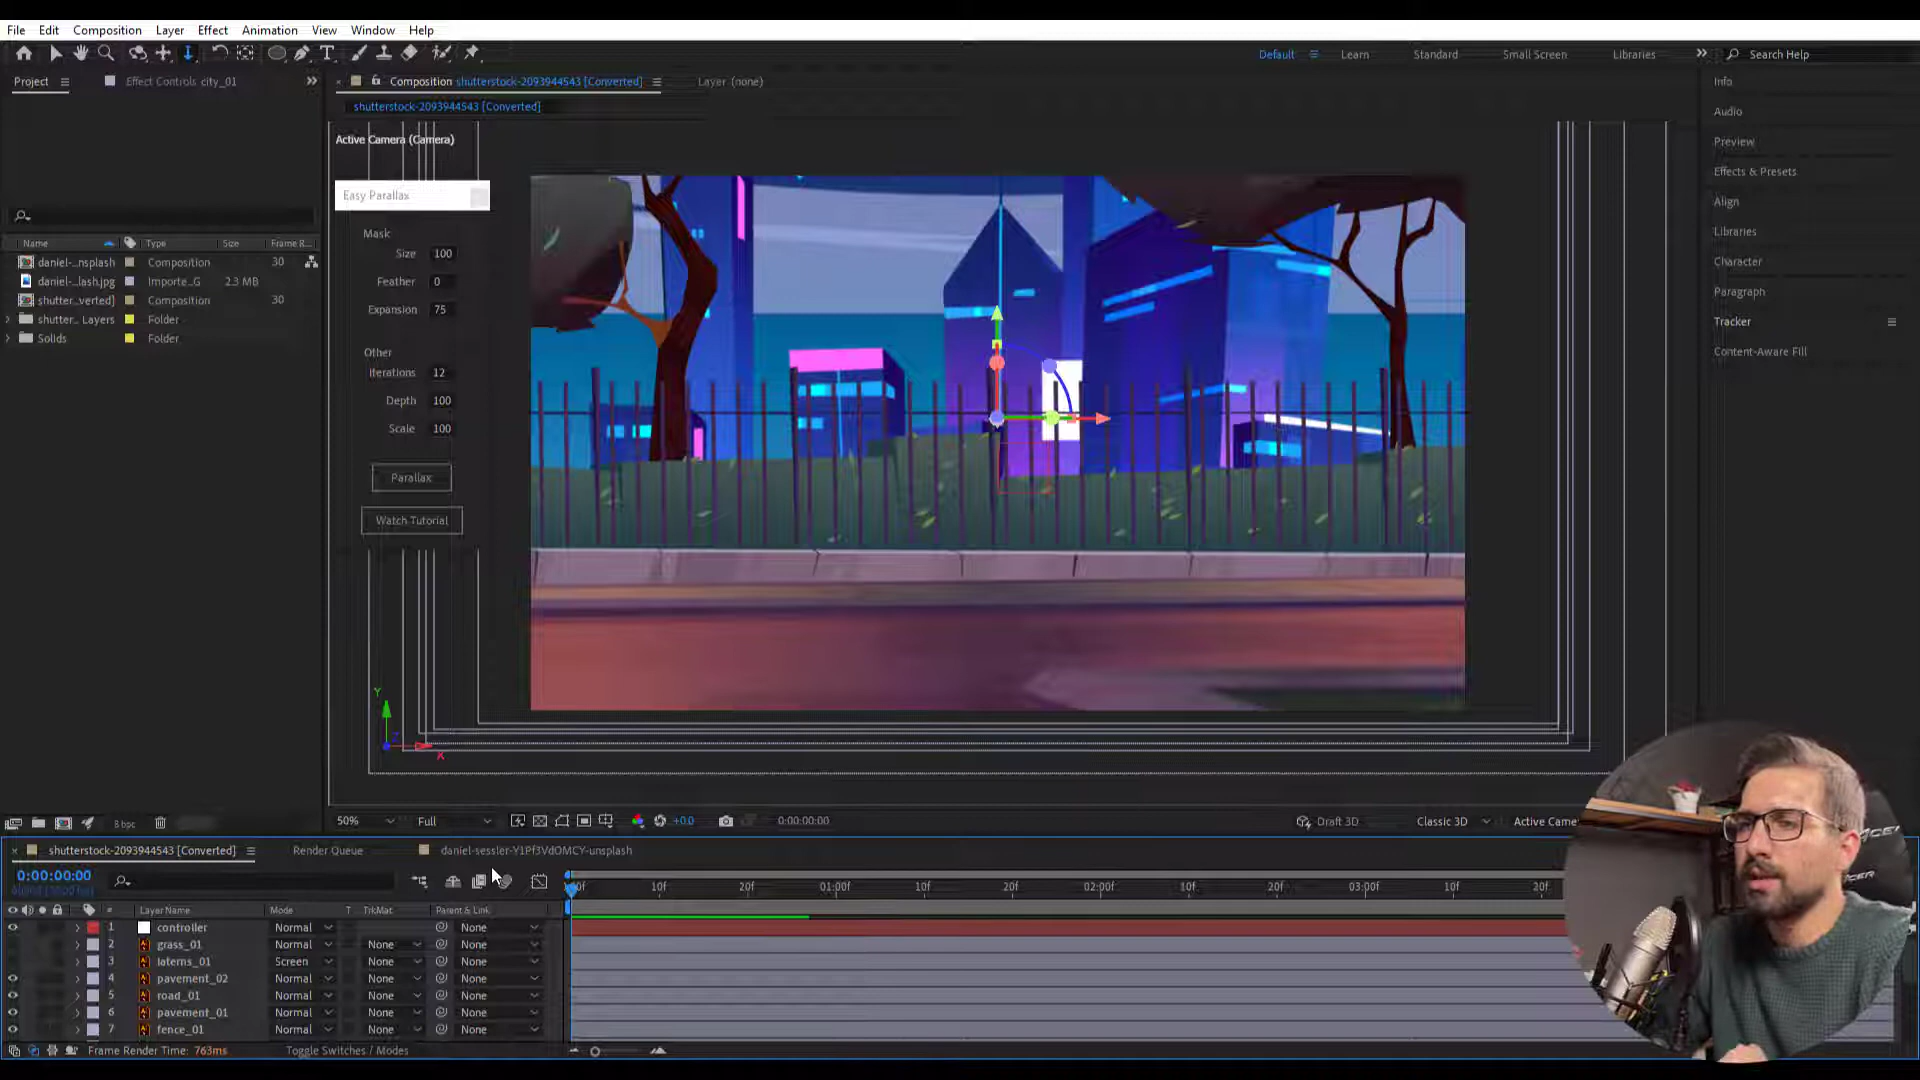 File Edit Composition Layer Effect Animation View Window Help
Default Learn Standard Small Screen Libraries Search Help
Project Effect Controls city_01
Composition shutterstock-2093944543 [Converted] Layer (none)
shutterstock-2093944543 [Converted]
Active Camera (Camera)
Easy Parallax
Mask
Size 100
Feather 0
Expansion 75
Other
Iterations 12
Depth 100
Scale 100
Parallax
Watch Tutorial
Name Type Size Frame R...
daniel-...nsplash Composition 30
daniel-...lash.jpg Importe...G 2.3 MB
shutter...verted] Composition 30
shutter... Layers Folder
Solids Folder
Info
Audio
Preview
Effects & Presets
Align
Libraries
Character
Paragraph
Tracker
Content-Aware Fill
Y
Z
X
8 bpc
50% Full +0.0 0:00:00:00 Draft 3D Classic 3D Active Came
shutterstock-2093944543 [Converted] Render Queue daniel-sessler-Y1Pf3VdOMCY-unsplash
0:00:00:00
10f 20f 01:00f 10f 20f 02:00f 10f 20f 03:00f 10f 20f
# Layer Name Mode T TrkMat Parent & Link
1 controller Normal None
2 grass_01 Normal None None
3 laterns_01 Screen None None
4 pavement_02 Normal None None
5 road_01 Normal None None
6 pavement_01 Normal None None
7 fence_01 Normal None None
Frame Render Time: 763ms Toggle Switches / Modes